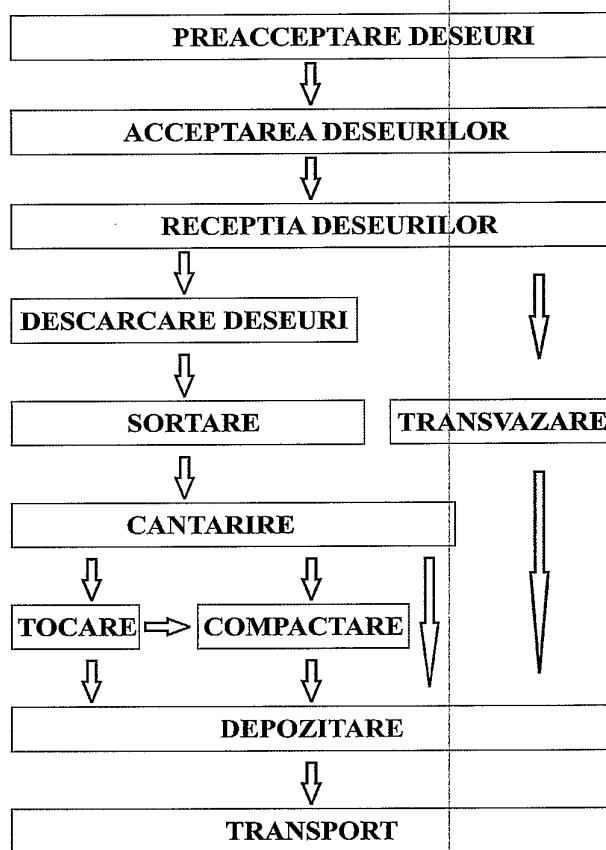 PREACCEPTARE DESEURI
ACCEPTAREA DESEURILOR
RECEPTIA DESEURILOR
DESCARCARE DESEURI
SORTARE
TRANSVAZARE
CANTARIRE
TOCARE
COMPACTARE
DEPOZITARE
TRANSPORT